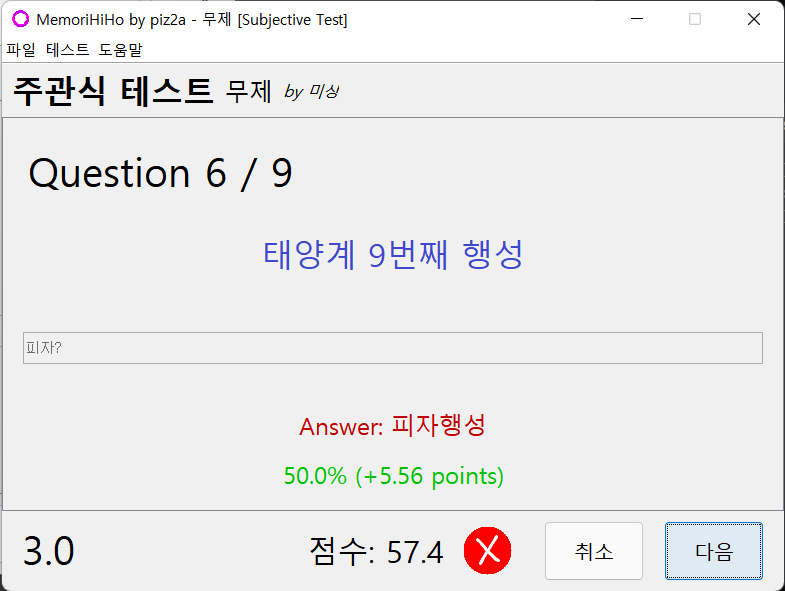 MemoriHiHo by piz2a - 무제 [Subjective Test]
파일 테스트 도움말
주관식 테스트 무제 by 미싱
Question 6 / 9
태양계 9번째 행성
피자?
Answer: 피자행성
50.0% (+5.56 points)
3.0 점수: 57.4 취소 다음